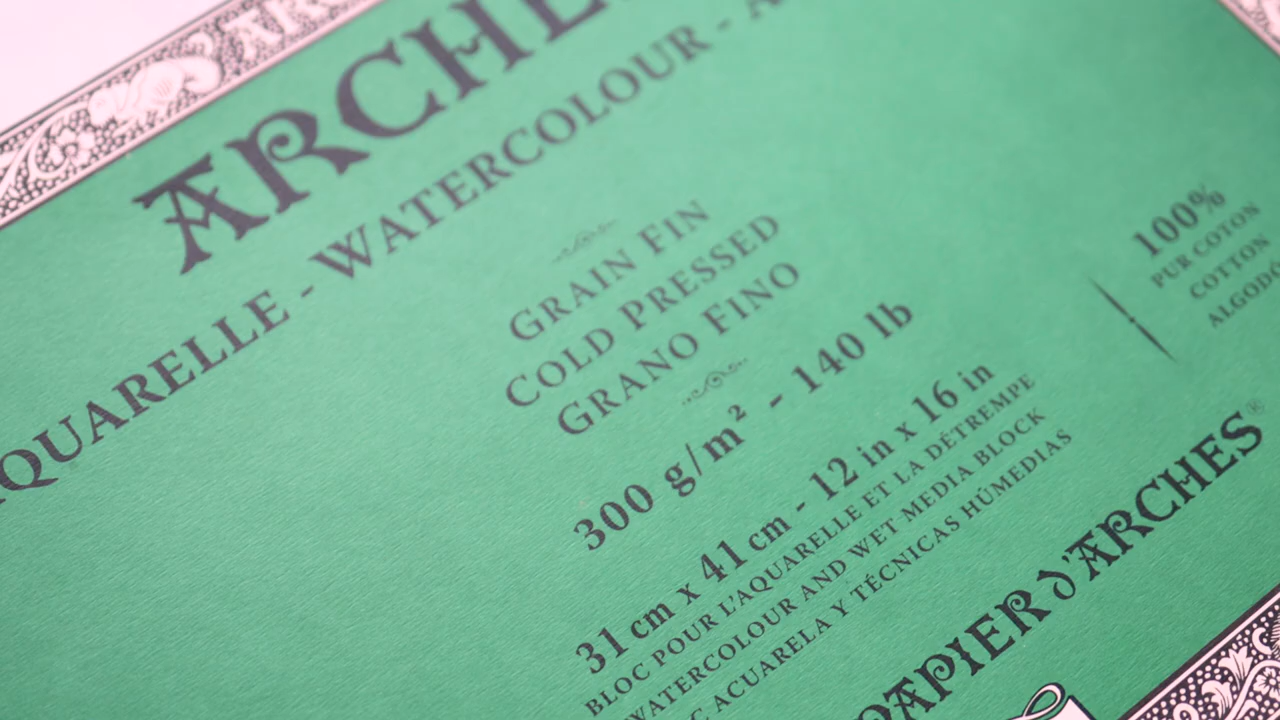 ARCHE
AQUARELLE - WATERCOLOUR - A
GRAIN FIN
COLD PRESSED
GRANO FINO
300 g/m² - 140 lb
31 cm x 41 cm - 12 in x 16 in
BLOC POUR L'AQUARELLE ET LA DÉTREMPE
WATERCOLOUR AND WET MEDIA BLOCK
C ACUARELA Y TÉCNICAS HÚMEDIAS
100%
PUR COTON
COTTON
ALGODÓ
PAPIER d'ARCHES®